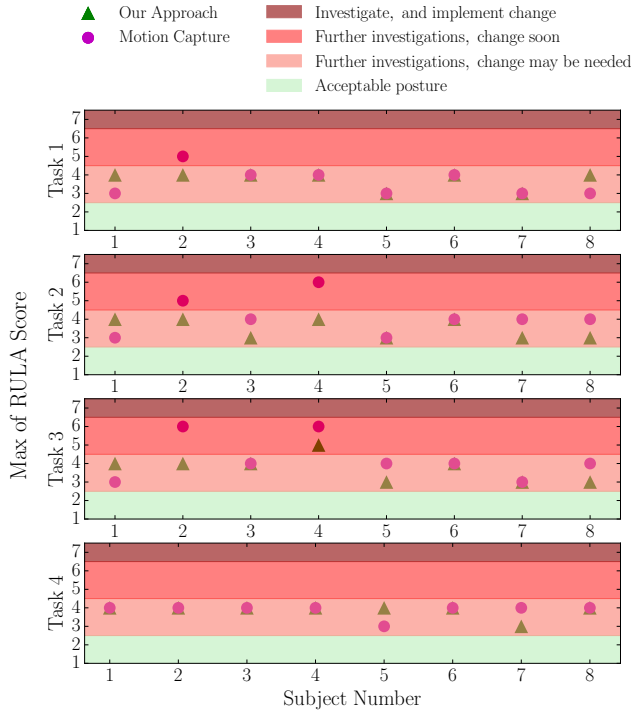 Our Approach
Motion Capture
Investigate, and implement change
Further investigations, change soon
Further investigations, change may be needed
Acceptable posture
Max of RULA Score
Task 1
7
6
5
4
3
2
1
1 2 3 4 5 6 7 8
Task 2
7
6
5
4
3
2
1
1 2 3 4 5 6 7 8
Task 3
7
6
5
4
3
2
1
1 2 3 4 5 6 7 8
Task 4
7
6
5
4
3
2
1
1 2 3 4 5 6 7 8
Subject Number